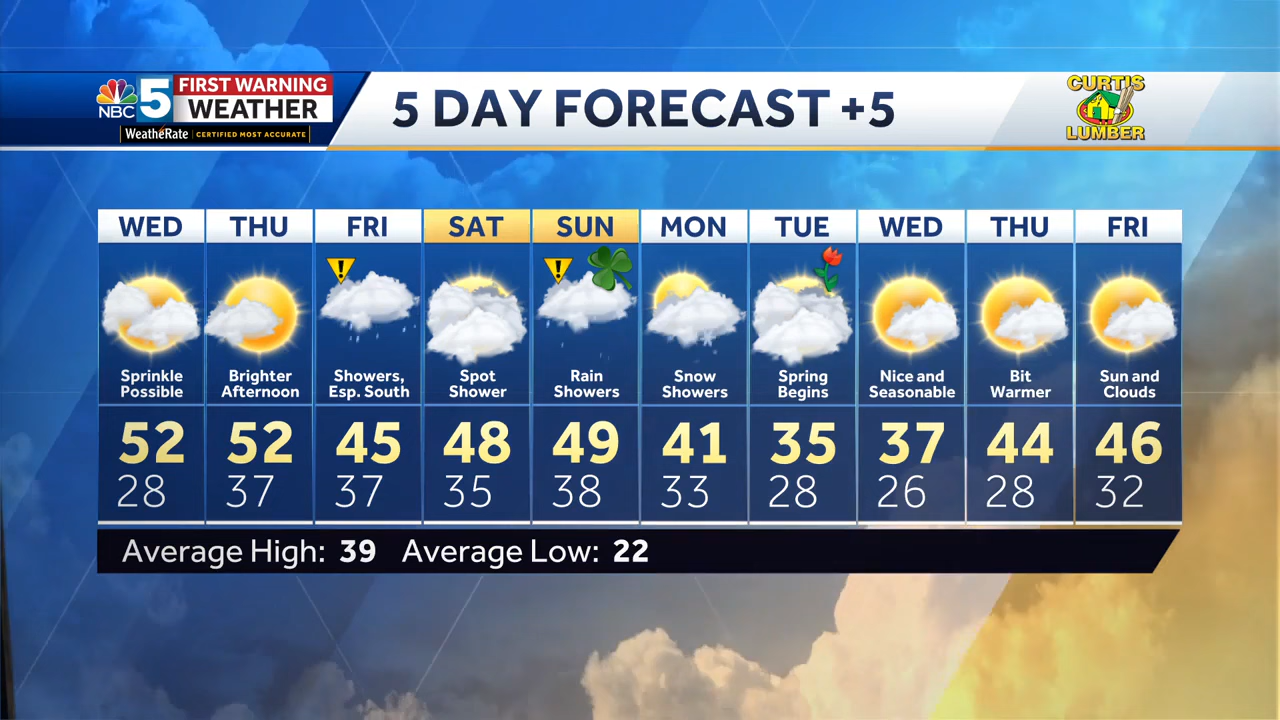 NBC 5 FIRST WARNING
WEATHER
WeatheRate CERTIFIED MOST ACCURATE
5 DAY FORECAST +5
CURTIS
LUMBER
WED THU FRI SAT SUN MON TUE WED THU FRI
! !
Sprinkle Brighter Showers, Spot Rain Snow Spring Nice and Bit Sun and
Possible Afternoon Esp. South Shower Showers Showers Begins Seasonable Warmer Clouds
52 52 45 48 49 41 35 37 44 46
28 37 37 35 38 33 28 26 28 32
Average High: 39 Average Low: 22